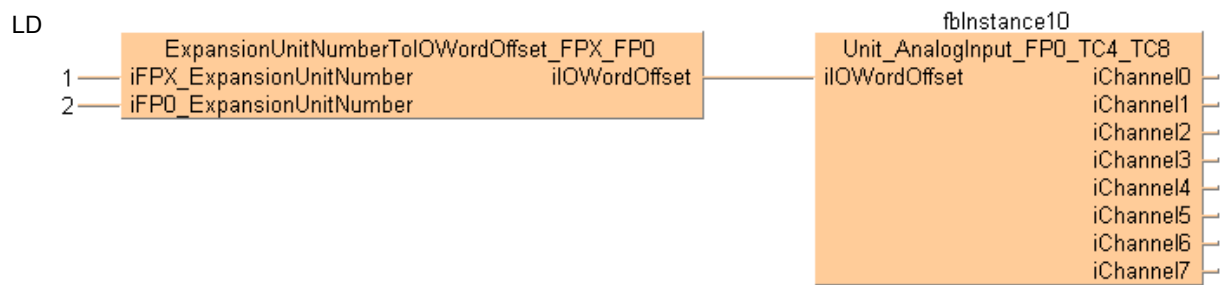 LD
fbInstance10
ExpansionUnitNumberToIOWordOffset_FPX_FP0
Unit_AnalogInput_FP0_TC4_TC8
1 iFPX_ExpansionUnitNumber iIOWordOffset iIOWordOffset iChannel0
2 iFP0_ExpansionUnitNumber iChannel1
iChannel2
iChannel3
iChannel4
iChannel5
iChannel6
iChannel7